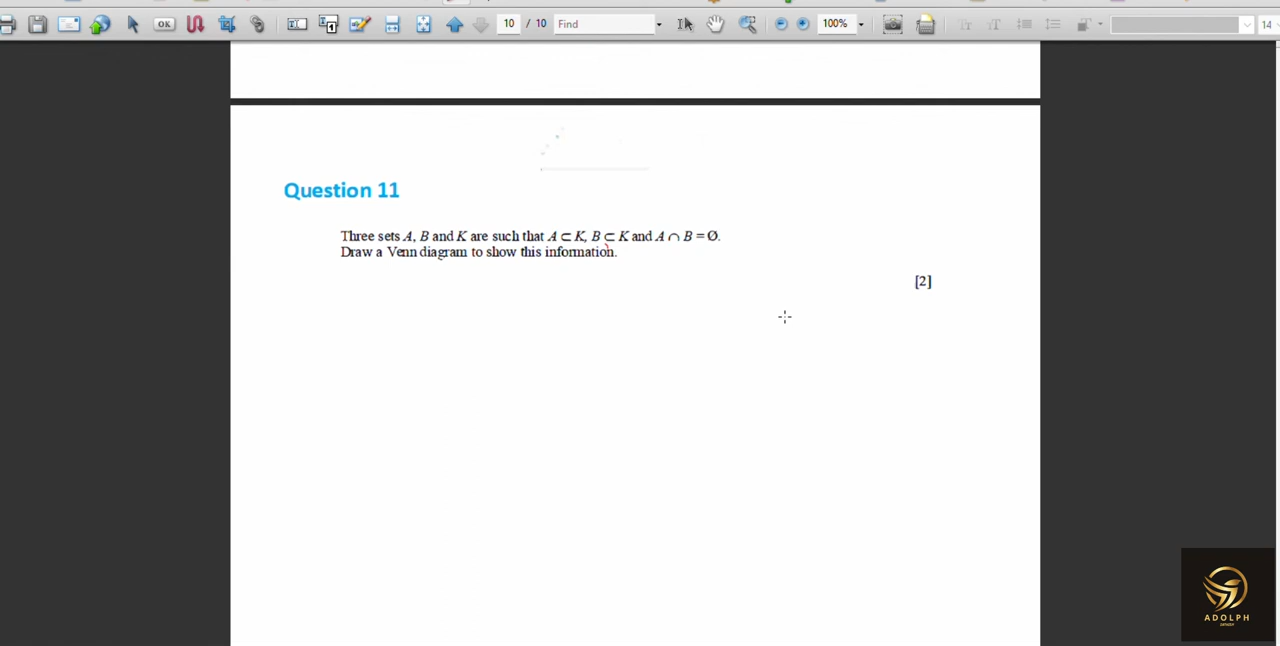 OK
10 / 10
Find
100%
14
Question 11
Three sets A, B and K are such that A ⊂ K, B ⊂ K and A ∩ B = Ø.
Draw a Venn diagram to show this information.
[2]
ADOLPH